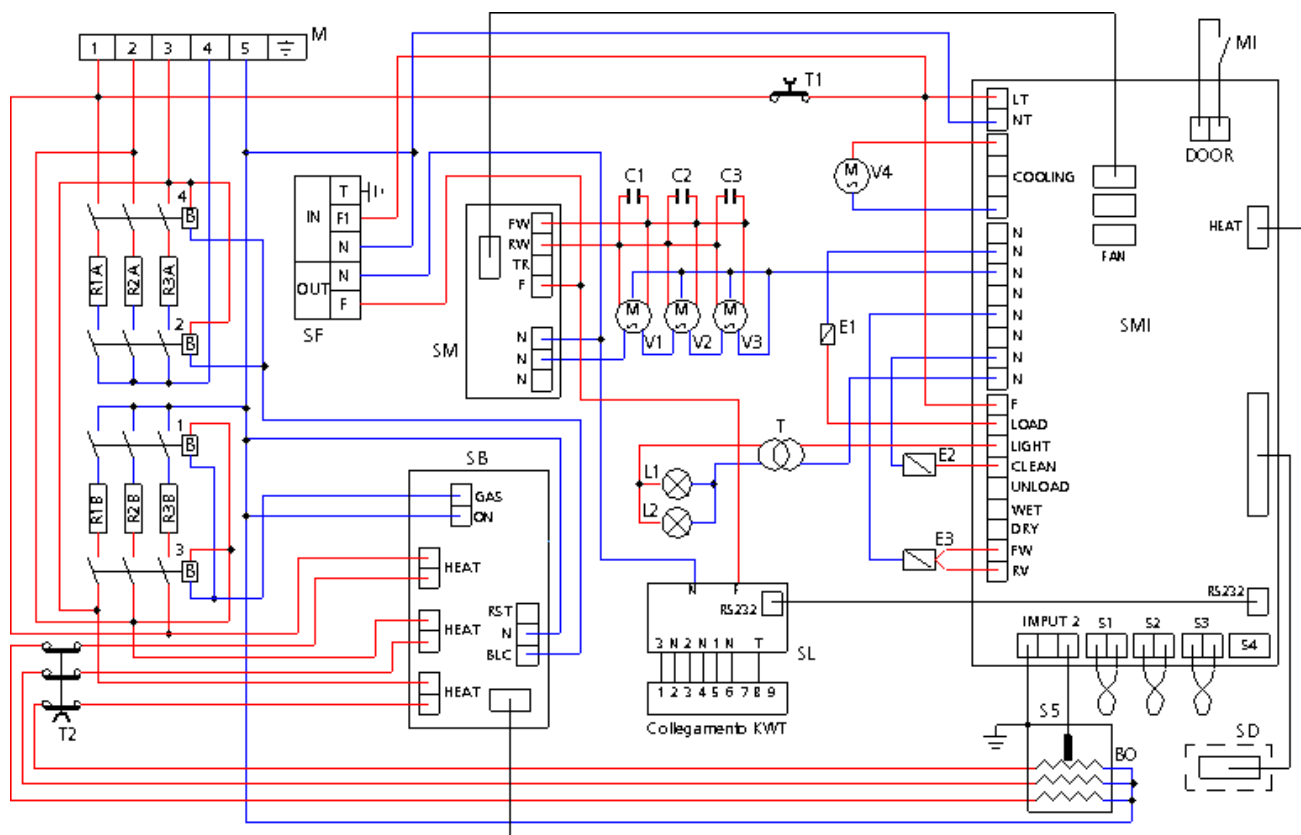 1 2 3 4 5 M
T1
MI
LT
NT
DOOR
COOLING
V4
C1 C2 C3
4
B
T
IN F1
N
OUT N
F
SF
FW
RW
TR
F
N
N
N
SM
V1 V2 V3
M
M
M
M
HEAT
FAN
SMI
N
N
N
N
N
N
N
N
E1
R1A R2A R3A
2
B
F
LOAD
LIGHT
CLEAN
UNLOAD
WET
DRY
FW
RV
T
E2
E3
L1
L2
1
B
R1B R2B R3B
3
B
SB
GAS
ON
HEAT
HEAT
HEAT
RST
N
BLC
N F
RS232
3 N 2 N 1 N T
SL
1 2 3 4 5 6 7 8 9
Collegamento KWT
RS232
IMPUT 2 S1 S2 S3 S4
S5
BO
SD
T2